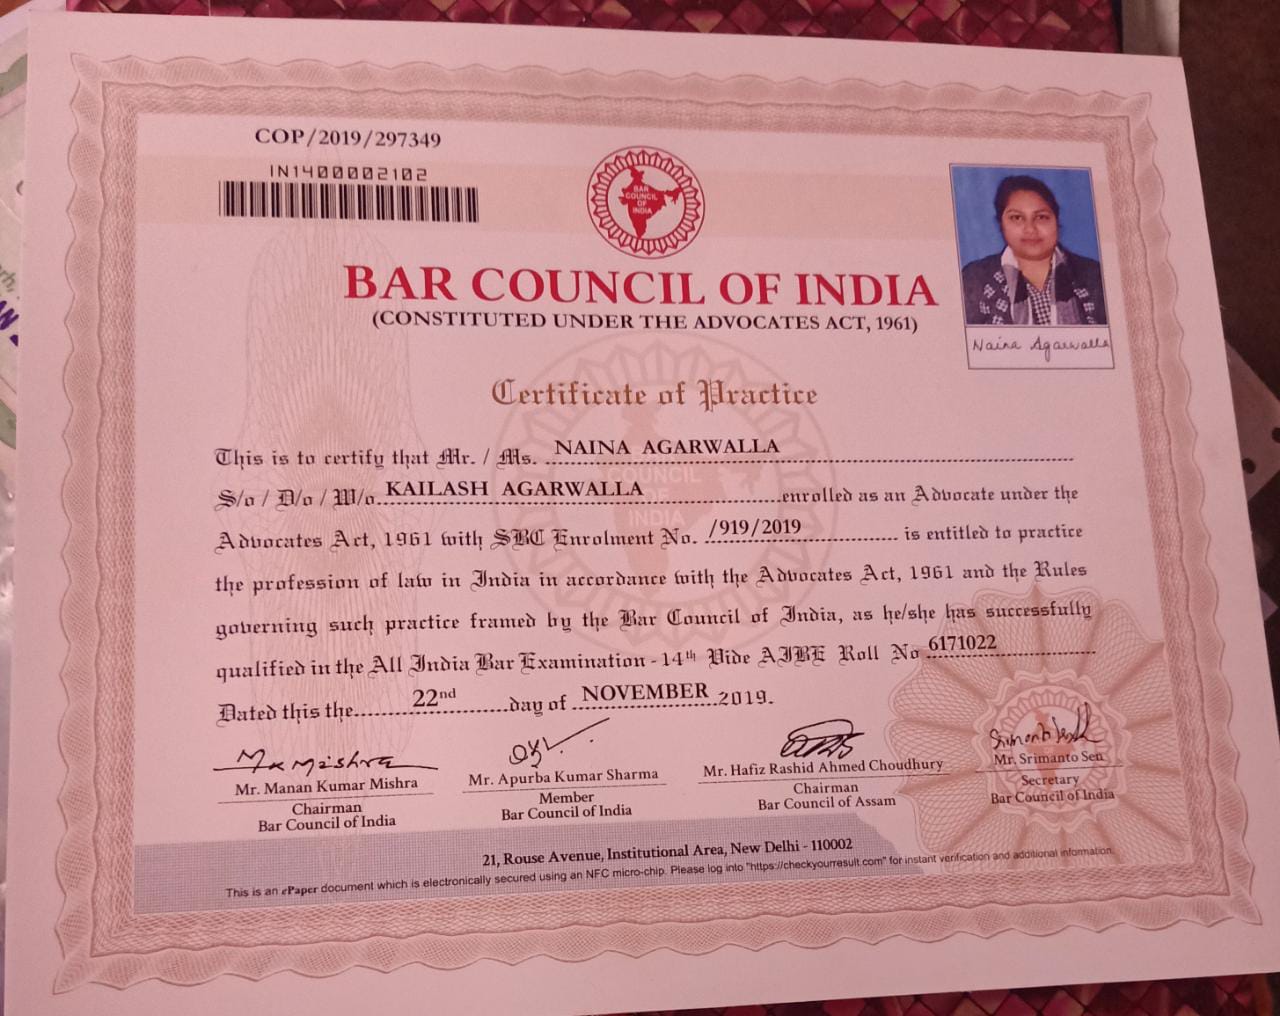 COP/2019/297349
IN1400002102
BAR
COUNCIL
OF
INDIA
BAR COUNCIL OF INDIA
(CONSTITUTED UNDER THE ADVOCATES ACT, 1961)
Naina Agarwalla
Certificate of Practice
This is to certify that Mr. / Ms. NAINA AGARWALLA
S/o / D/o / W/o. KAILASH AGARWALLA enrolled as an Advocate under the
Advocates Act, 1961 with SBC Enrolment No. /919/2019 is entitled to practice
the profession of law in India in accordance with the Advocates Act, 1961 and the Rules
governing such practice framed by the Bar Council of India, as he/she has successfully
qualified in the All India Bar Examination - 14th Vide AIBE Roll No 6171022
Dated this the 22nd day of NOVEMBER 2019.
Mr. Manan Kumar Mishra
Chairman
Bar Council of India
Mr. Apurba Kumar Sharma
Member
Bar Council of India
Mr. Hafiz Rashid Ahmed Choudhury
Chairman
Bar Council of Assam
Mr. Srimanto Sen
Secretary
Bar Council of India
21, Rouse Avenue, Institutional Area, New Delhi - 110002
This is an ePaper document which is electronically secured using an NFC micro-chip. Please log into "https://checkyourresult.com" for instant verification and additional information.